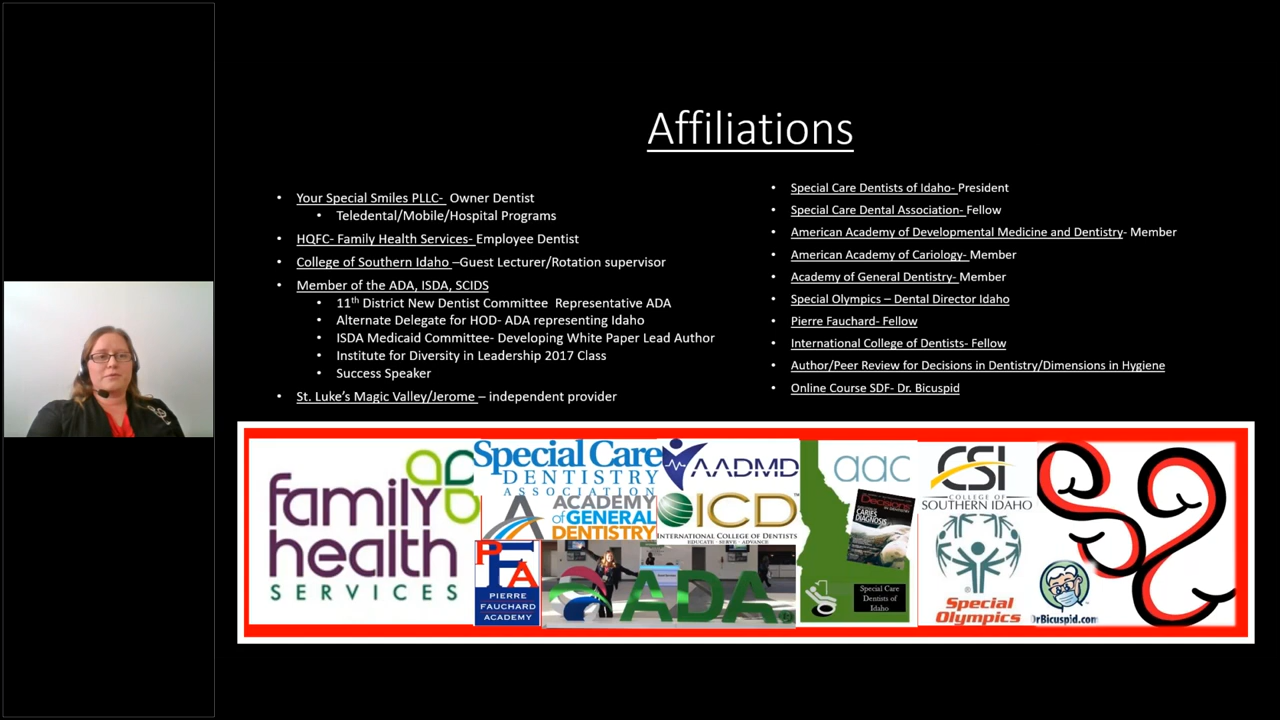 Affiliations
Your Special Smiles PLLC- Owner Dentist
Teledental/Mobile/Hospital Programs
HQFC- Family Health Services- Employee Dentist
College of Southern Idaho –Guest Lecturer/Rotation supervisor
Member of the ADA, ISDA, SCIDS
11th District New Dentist Committee Representative ADA
Alternate Delegate for HOD- ADA representing Idaho
ISDA Medicaid Committee- Developing White Paper Lead Author
Institute for Diversity in Leadership 2017 Class
Success Speaker
St. Luke's Magic Valley/Jerome – independent provider
Special Care Dentists of Idaho- President
Special Care Dental Association- Fellow
American Academy of Developmental Medicine and Dentistry- Member
American Academy of Cariology- Member
Academy of General Dentistry- Member
Special Olympics – Dental Director Idaho
Pierre Fauchard- Fellow
International College of Dentists- Fellow
Author/Peer Review for Decisions in Dentistry/Dimensions in Hygiene
Online Course SDF- Dr. Bicuspid
family
health
SERVICES
Special Care
DENTISTRY
ASSOCIATION
ACADEMY
of GENERAL
DENTISTRY
PFA
PIERRE
FAUCHARD
ACADEMY
AADMD
ICD
INTERNATIONAL COLLEGE OF DENTISTS
EDUCATE · SERVE · ADVANCE
ADA
aac
Decisions
CARIES
DIAGNOSIS
Special Care
Dentists of
Idaho
CSI
COLLEGE OF
SOUTHERN IDAHO
Special
Olympics
DrBicuspid.com